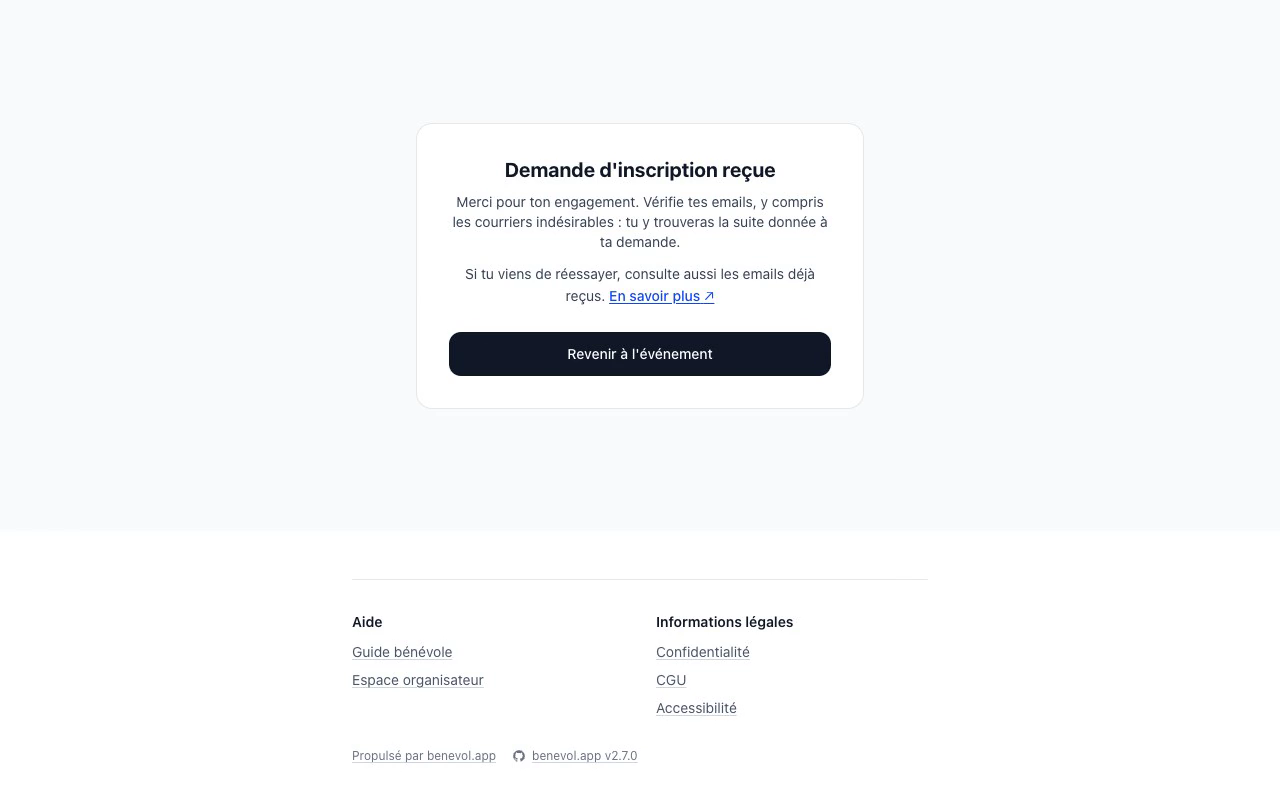 Demande d'inscription reçue
Merci pour ton engagement. Vérifie tes emails, y compris
les courriers indésirables : tu y trouveras la suite donnée à
ta demande.
Si tu viens de réessayer, consulte aussi les emails déjà
reçus. En savoir plus ↗
Revenir à l'événement
Aide
Guide bénévole
Espace organisateur
Informations légales
Confidentialité
CGU
Accessibilité
Propulsé par benevol.app
benevol.app v2.7.0